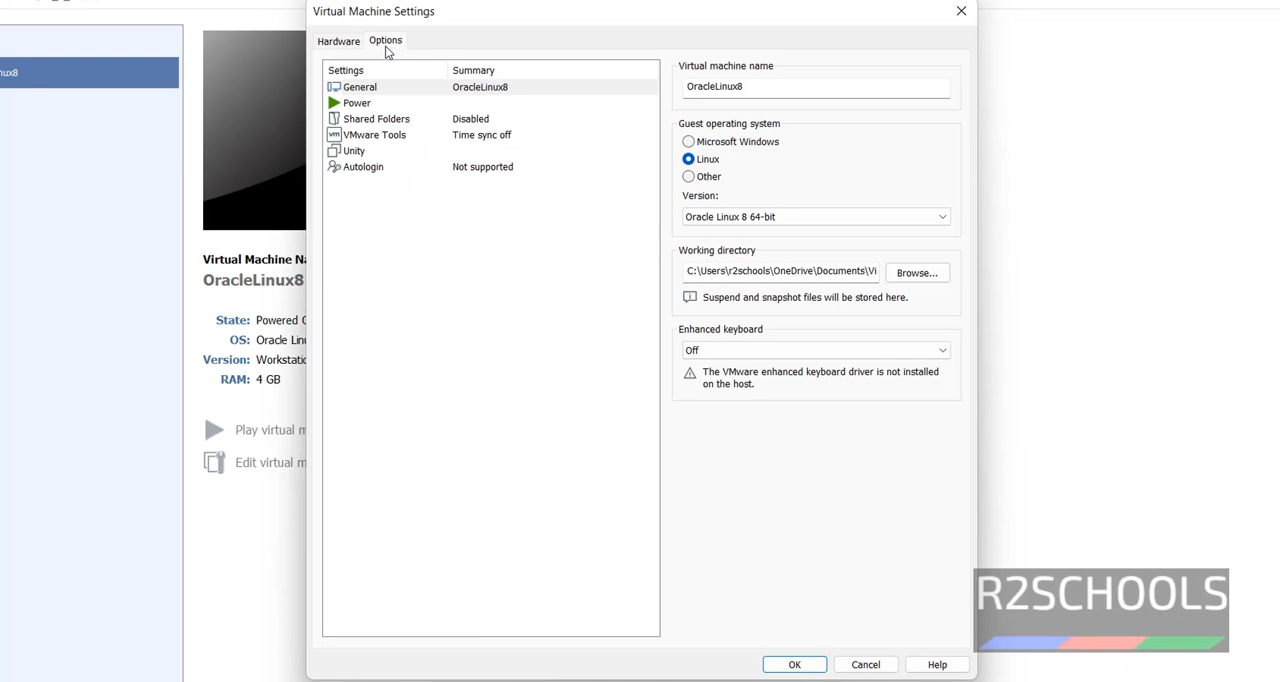 Virtual Machine Settings
Hardware
Options
Settings Summary
General OracleLinux8
Power
Shared Folders Disabled
VMware Tools Time sync off
Unity
Autologin Not supported
Virtual machine name
OracleLinux8
Guest operating system
Microsoft Windows
Linux
Other
Version:
Oracle Linux 8 64-bit
Working directory
C:\Users\r2schools\OneDrive\Documents\Vi
Browse...
Suspend and snapshot files will be stored here.
Enhanced keyboard
Off
The VMware enhanced keyboard driver is not installed
on the host.
OK
Cancel
Help
nux8
Virtual Machine Na
OracleLinux8
State: Powered
OS: Oracle Lin
Version: Workstatic
RAM: 4 GB
Play virtual m
Edit virtual m
R2SCHOOLS